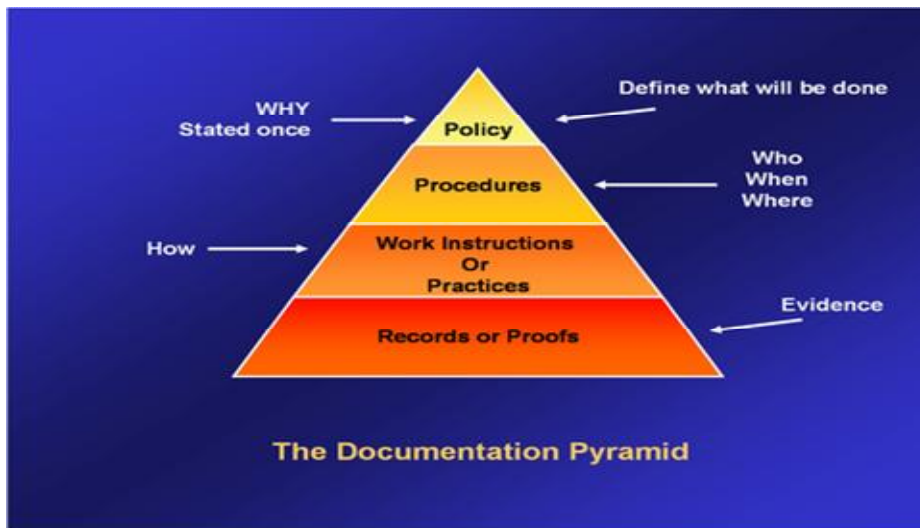 WHY
Stated once
Define what will be done
Policy
Procedures
Who
When
Where
How
Work Instructions
Or
Practices
Evidence
Records or Proofs
The Documentation Pyramid